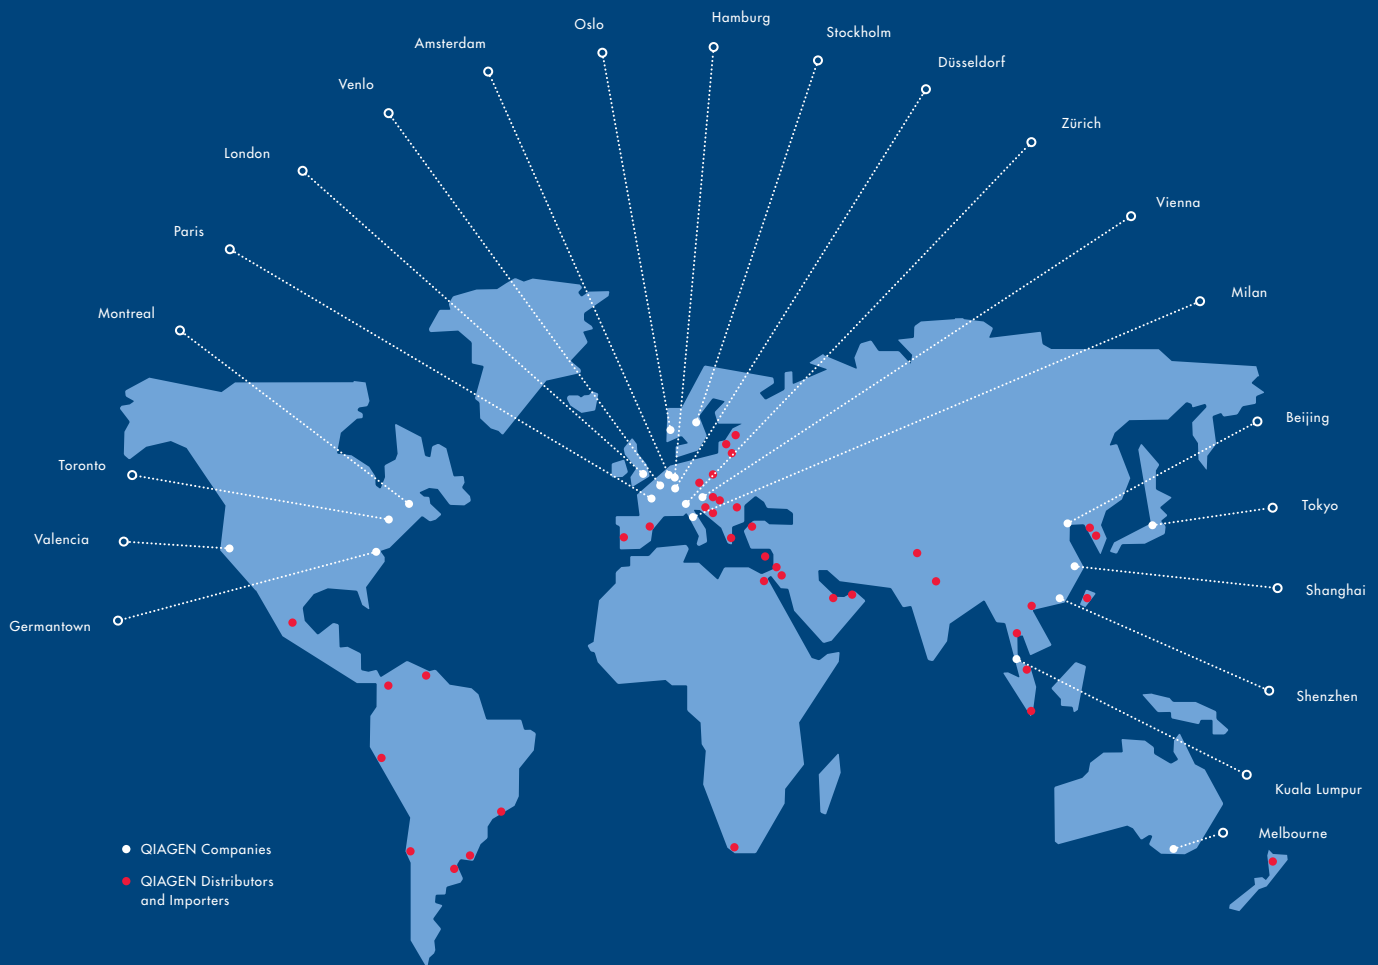 Oslo
Hamburg
Stockholm
Amsterdam
Düsseldorf
Venlo
Zürich
London
Vienna
Paris
Milan
Montreal
Beijing
Toronto
Tokyo
Valencia
Shanghai
Germantown
Shenzhen
Kuala Lumpur
Melbourne
QIAGEN Companies
QIAGEN Distributors
and Importers